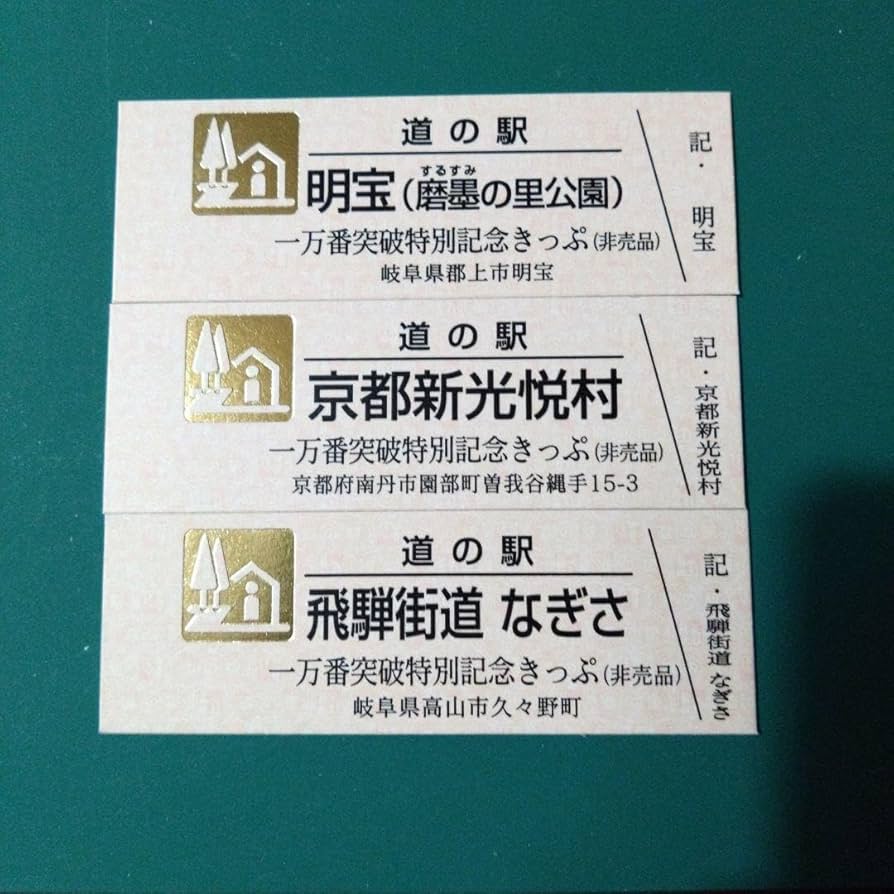 道の駅
するすみ
明宝(磨墨の里公園)
一万番突破特別記念きっぷ(非売品)
岐阜県郡上市明宝
記・明宝
道の駅
京都新光悦村
一万番突破特別記念きっぷ(非売品)
京都府南丹市園部町曽我谷縄手15-3
記・京都新光悦村
道の駅
飛騨街道 なぎさ
一万番突破特別記念きっぷ(非売品)
岐阜県高山市久々野町
記・飛騨街道 なぎさ